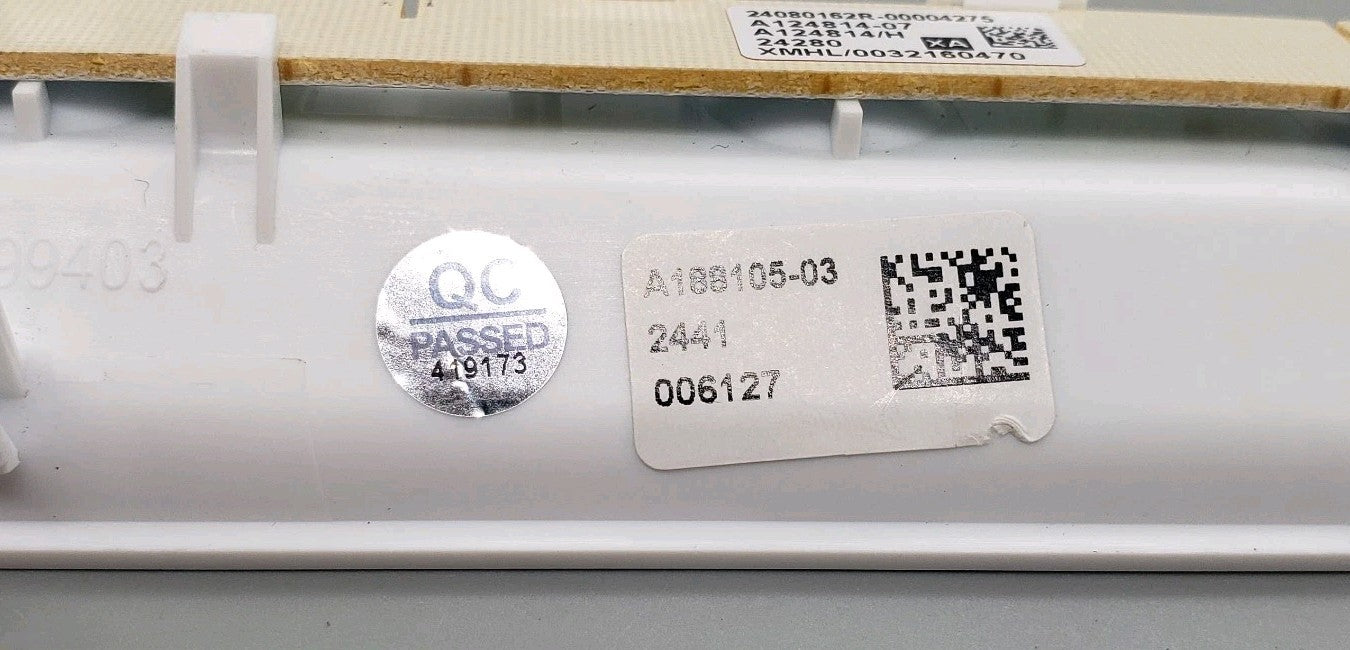 24080162R-00004275
A124814-07
A124814/H
24280 XA
XMHL/0032160470
99403
QC
PASSED
419173
A188105-03
2441
006127